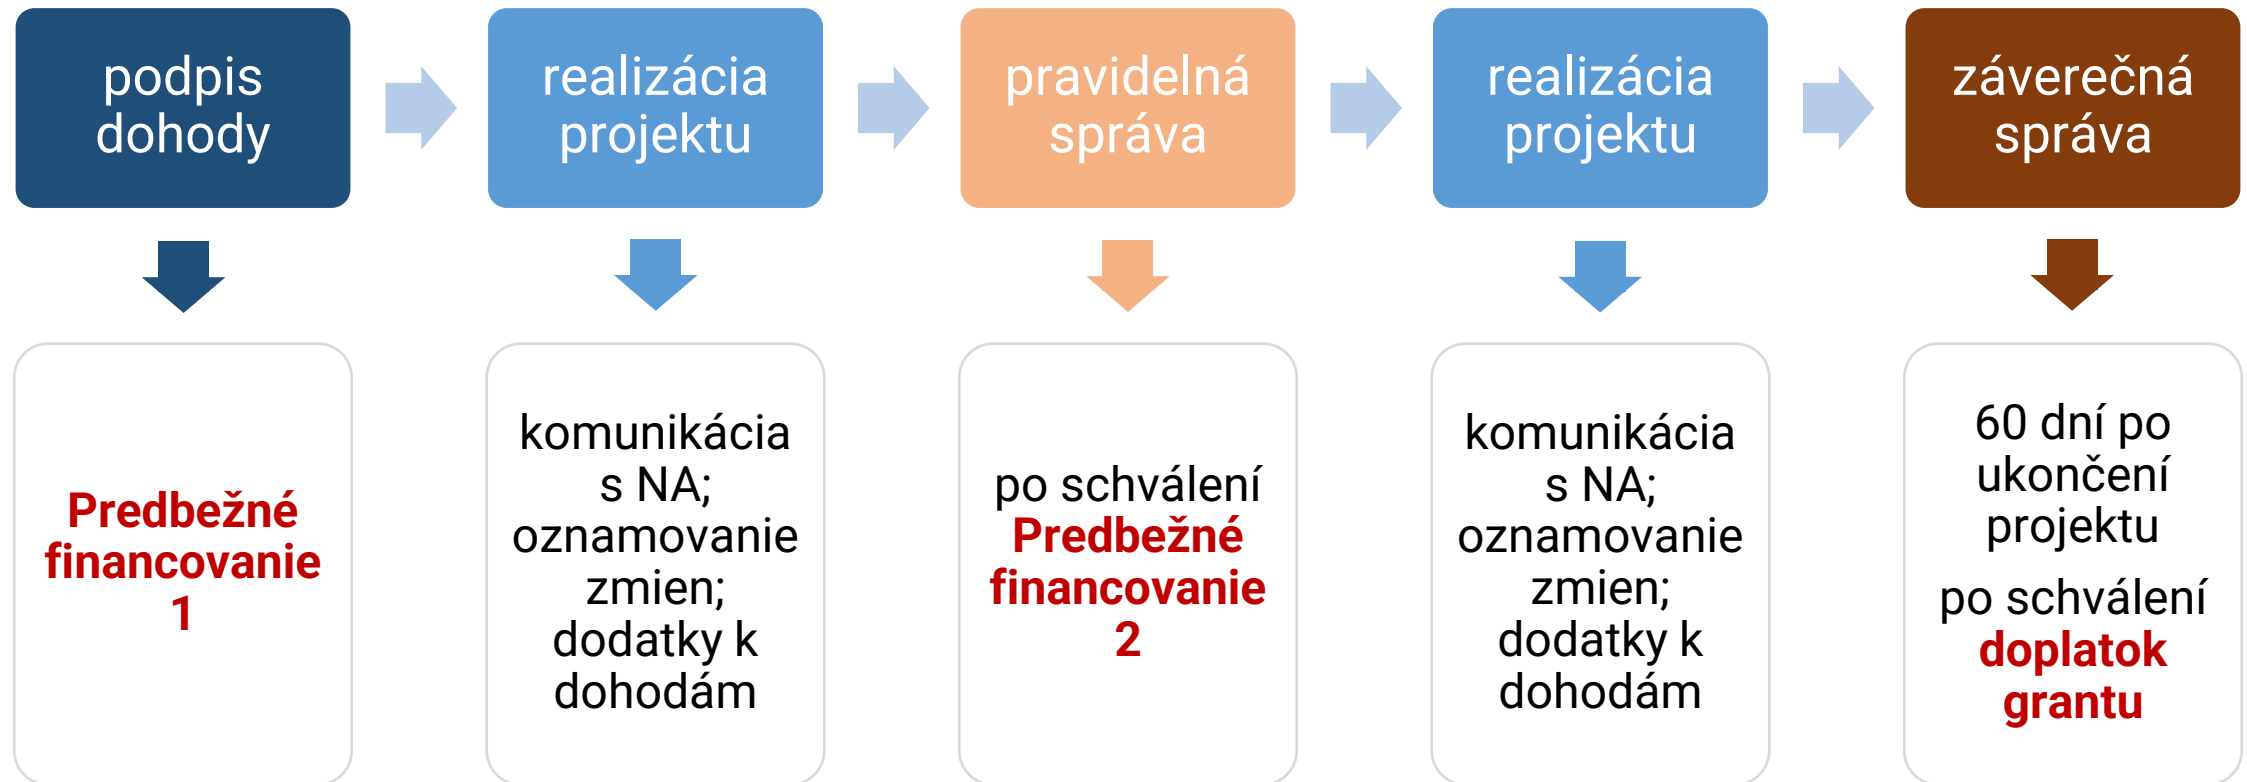 podpis
dohody
realizácia
projektu
pravidelná
správa
realizácia
projektu
záverečná
správa
Predbežné
financovanie
1
komunikácia
s NA;
oznamovanie
zmien;
dodatky k
dohodám
po schválení
Predbežné
financovanie
2
komunikácia
s NA;
oznamovanie
zmien;
dodatky k
dohodám
60 dní po
ukončení
projektu
po schválení
doplatok
grantu